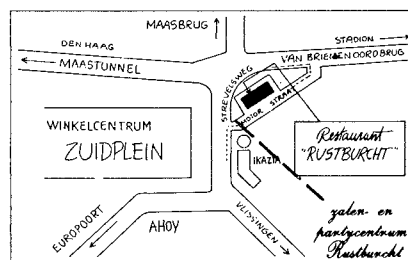 MAASBRUG
DEN HAAG
MAASTUNNEL
STADION
VAN BRIENENOORDBRUG
STREVELSWEG
MOTOR STRAAT
WINKELCENTRUM
ZUIDPLEIN
Restaurant
"RUSTBURCHT"
IKAZIA
EUROPOORT
AHOY
VLISSINGEN
zalen- en
partycentrum
Rustburcht